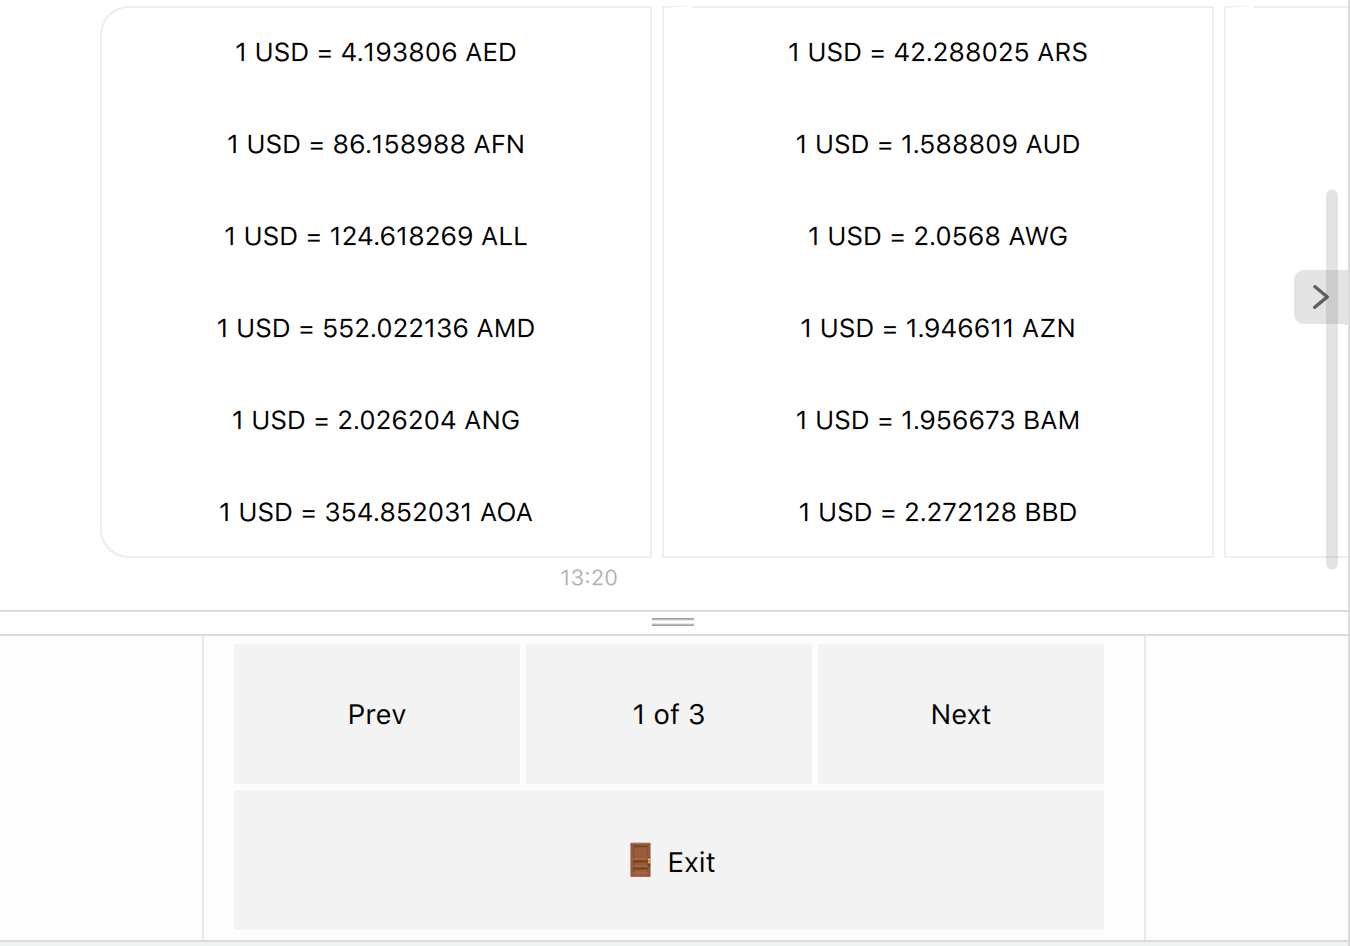 1 USD = 4.193806 AED
1 USD = 86.158988 AFN
1 USD = 124.618269 ALL
1 USD = 552.022136 AMD
1 USD = 2.026204 ANG
1 USD = 354.852031 AOA
1 USD = 42.288025 ARS
1 USD = 1.588809 AUD
1 USD = 2.0568 AWG
1 USD = 1.946611 AZN
1 USD = 1.956673 BAM
1 USD = 2.272128 BBD
13:20
Prev
1 of 3
Next
Exit